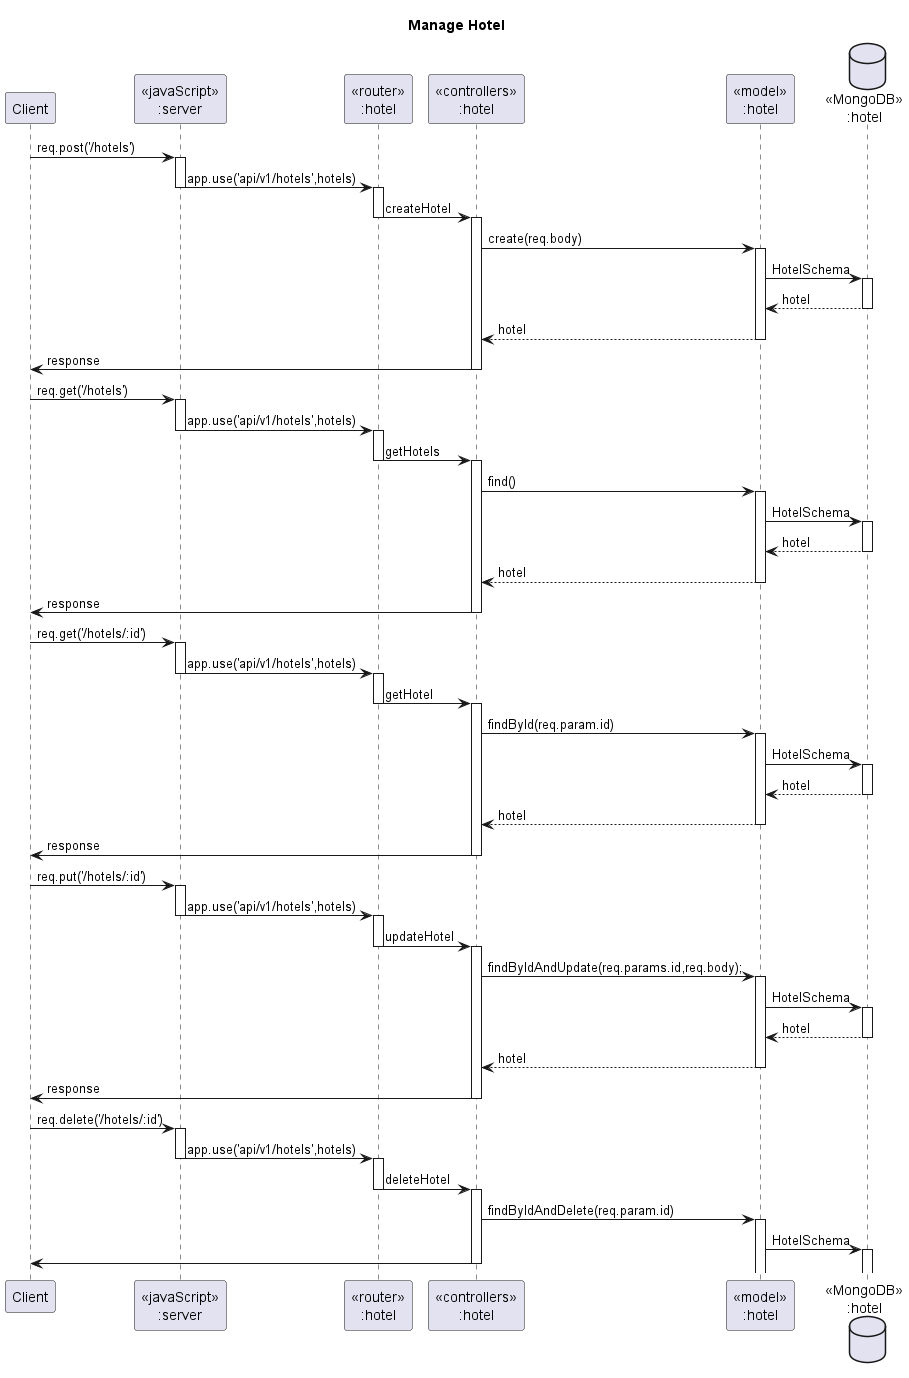 Manage Hotel
Client
«javaScript»
:server
«router»
:hotel
«controllers»
:hotel
«model»
:hotel
«MongoDB»
:hotel
req.post('/hotels')
app.use('api/v1/hotels',hotels)
createHotel
create(req.body)
HotelSchema
hotel
hotel
response
req.get('/hotels')
app.use('api/v1/hotels',hotels)
getHotels
find()
HotelSchema
hotel
hotel
response
req.get('/hotels/:id')
app.use('api/v1/hotels',hotels)
getHotel
findById(req.param.id)
HotelSchema
hotel
hotel
response
req.put('/hotels/:id')
app.use('api/v1/hotels',hotels)
updateHotel
findByIdAndUpdate(req.params.id,req.body);
HotelSchema
hotel
hotel
response
req.delete('/hotels/:id')
app.use('api/v1/hotels',hotels)
deleteHotel
findByIdAndDelete(req.param.id)
HotelSchema
Client
«javaScript»
:server
«router»
:hotel
«controllers»
:hotel
«model»
:hotel
«MongoDB»
:hotel